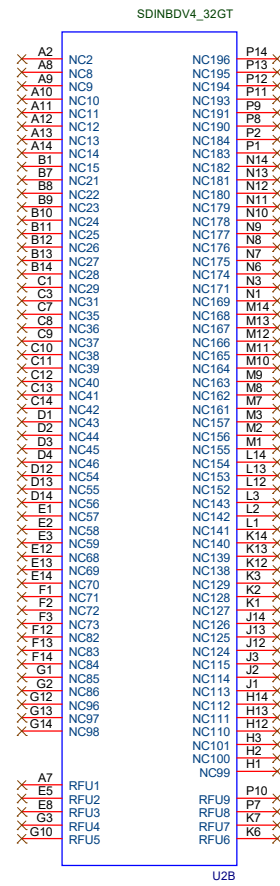 SDINBDV4_32GT
A2 NC2 NC196 P14
A8 NC8 NC195 P13
A9 NC9 NC194 P12
A10 NC10 NC193 P11
A11 NC11 NC191 P9
A12 NC12 NC190 P8
A13 NC13 NC184 P2
A14 NC14 NC183 P1
B1 NC15 NC182 N14
B7 NC21 NC181 N13
B8 NC22 NC180 N12
B9 NC23 NC179 N11
B10 NC24 NC178 N10
B11 NC25 NC177 N9
B12 NC26 NC176 N8
B13 NC27 NC175 N7
B14 NC28 NC174 N6
C1 NC29 NC171 N3
C3 NC31 NC169 N1
C7 NC35 NC168 M14
C8 NC36 NC167 M13
C9 NC37 NC166 M12
C10 NC38 NC165 M11
C11 NC39 NC164 M10
C12 NC40 NC163 M9
C13 NC41 NC162 M8
C14 NC42 NC161 M7
D1 NC43 NC157 M3
D2 NC44 NC156 M2
D3 NC45 NC155 M1
D4 NC46 NC154 L14
D12 NC54 NC153 L13
D13 NC55 NC152 L12
D14 NC56 NC143 L3
E1 NC57 NC142 L2
E2 NC58 NC141 L1
E3 NC59 NC140 K14
E12 NC68 NC139 K13
E13 NC69 NC138 K12
E14 NC70 NC129 K3
F1 NC71 NC128 K2
F2 NC72 NC127 K1
F3 NC73 NC126 J14
F12 NC82 NC125 J13
F13 NC83 NC124 J12
F14 NC84 NC115 J3
G1 NC85 NC114 J2
G2 NC86 NC113 J1
G12 NC96 NC112 H14
G13 NC97 NC111 H13
G14 NC98 NC110 H12
NC101 H3
NC100 H2
NC99 H1
A7 RFU1
E5 RFU2 RFU9 P10
E8 RFU3 RFU8 P7
G3 RFU4 RFU7 K7
G10 RFU5 RFU6 K6
U2B